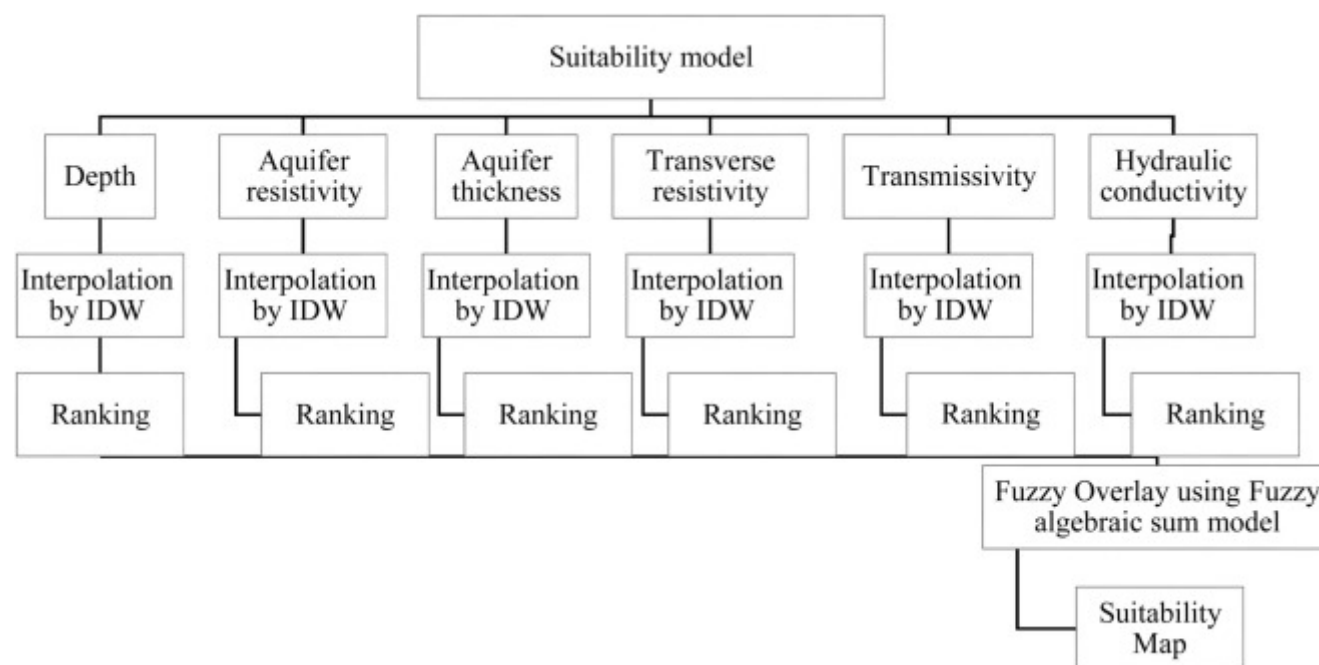 Suitability model
Depth
Aquifer
resistivity
Aquifer
thickness
Transverse
resistivity
Transmissivity
Hydraulic
conductivity
Interpolation
by IDW
Interpolation
by IDW
Interpolation
by IDW
Interpolation
by IDW
Interpolation
by IDW
Interpolation
by IDW
Ranking
Ranking
Ranking
Ranking
Ranking
Ranking
Fuzzy Overlay using Fuzzy
algebraic sum model
Suitability
Map